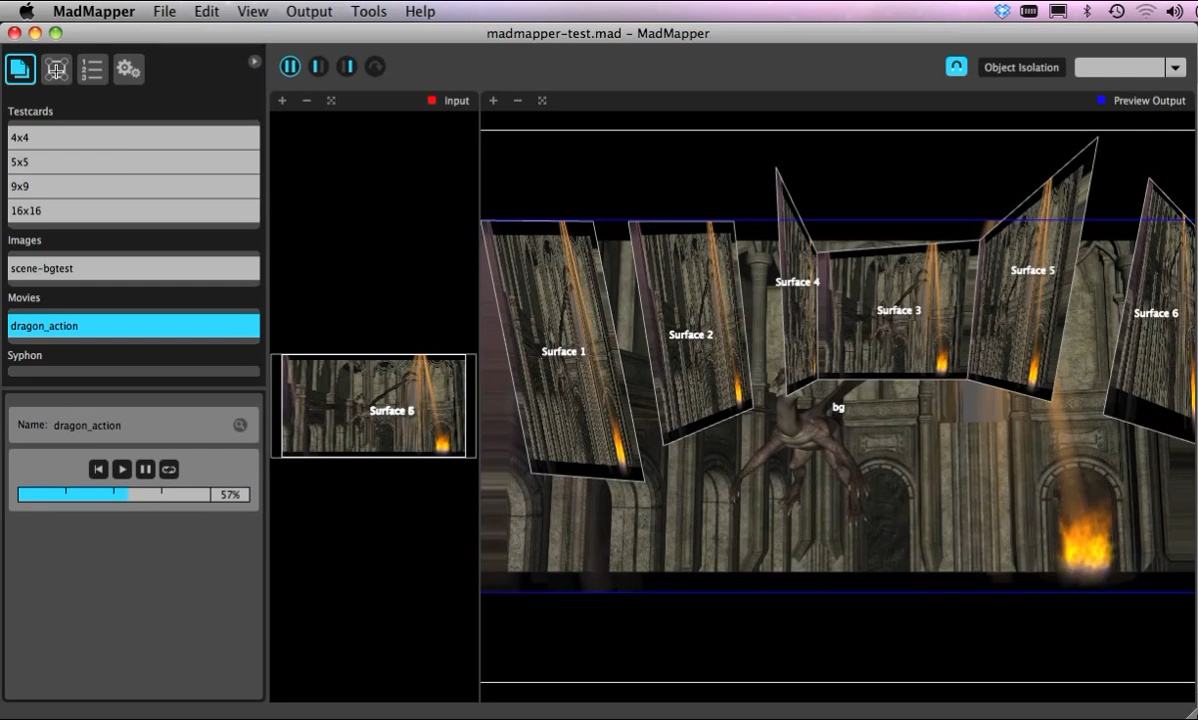 MadMapper File Edit View Output Tools Help
madmapper-test.mad – MadMapper
Object Isolation
Input
Preview Output
Testcards
4x4
5x5
9x9
16x16
Images
scene-bgtest
Movies
dragon_action
Syphon
Name: dragon_action
57%
Surface 6
Surface 1
Surface 2
Surface 4
Surface 3
Surface 5
Surface 6
bg